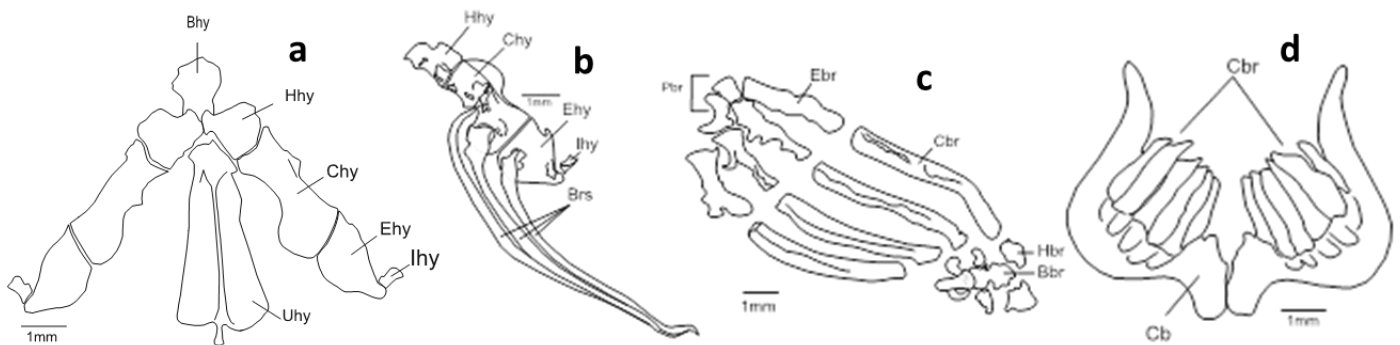 Bhy
a
Hhy
Chy
Ehy
Ihy
Uhy
1mm
Hhy
Chy
b
1mm
Ehy
Ihy
Brs
Pbr
Ebr
c
Cbr
Hbr
Bbr
1mm
Cbr
d
1mm
Cb